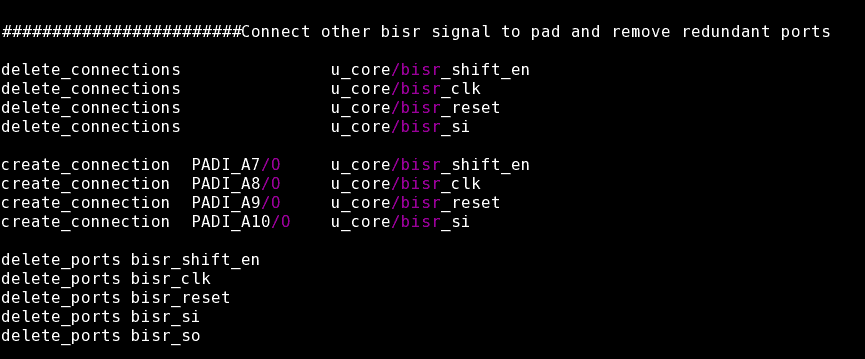 ########################Connect other bisr signal to pad and remove redundant ports
delete_connections u_core/bisr_shift_en
delete_connections u_core/bisr_clk
delete_connections u_core/bisr_reset
delete_connections u_core/bisr_si
create_connection PADI_A7/O u_core/bisr_shift_en
create_connection PADI_A8/O u_core/bisr_clk
create_connection PADI_A9/O u_core/bisr_reset
create_connection PADI_A10/O u_core/bisr_si
delete_ports bisr_shift_en
delete_ports bisr_clk
delete_ports bisr_reset
delete_ports bisr_si
delete_ports bisr_so